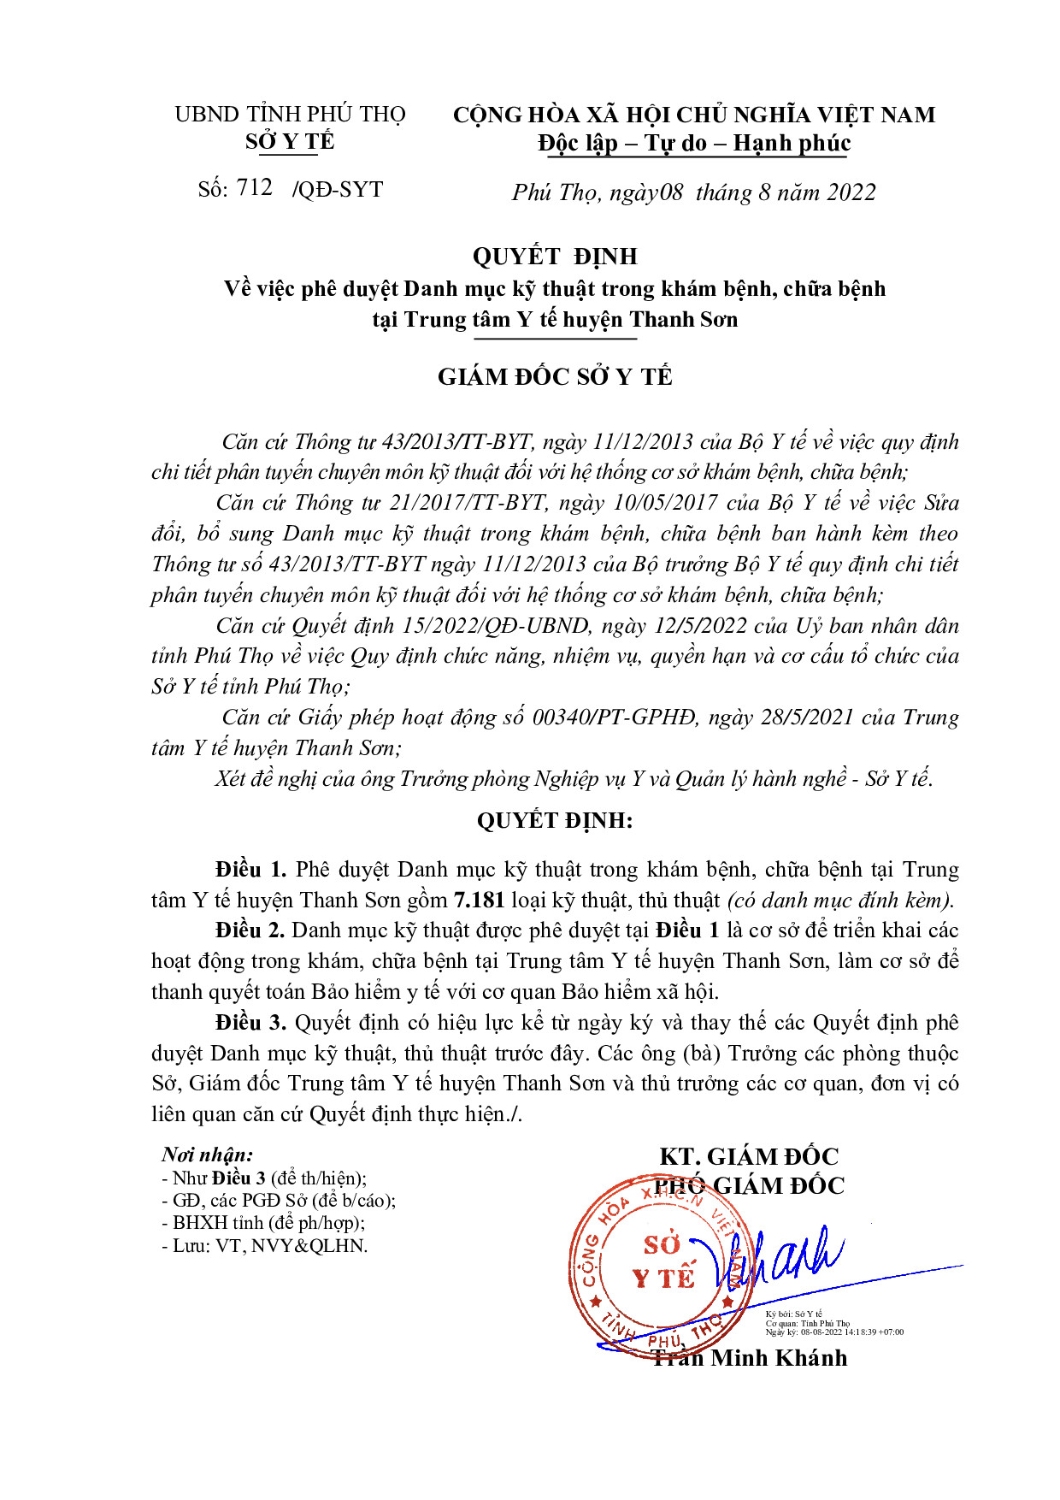 UBND TỈNH PHÚ THỌ
SỞ Y TẾ
Số: 712 /QĐ-SYT
CỘNG HÒA XÃ HỘI CHỦ NGHĨA VIỆT NAM
Độc lập – Tự do – Hạnh phúc
Phú Thọ, ngày08 tháng 8 năm 2022
QUYẾT ĐỊNH
Về việc phê duyệt Danh mục kỹ thuật trong khám bệnh, chữa bệnh
tại Trung tâm Y tế huyện Thanh Sơn
GIÁM ĐỐC SỞ Y TẾ
Căn cứ Thông tư 43/2013/TT-BYT, ngày 11/12/2013 của Bộ Y tế về việc quy định
chi tiết phân tuyến chuyên môn kỹ thuật đối với hệ thống cơ sở khám bệnh, chữa bệnh;
Căn cứ Thông tư 21/2017/TT-BYT, ngày 10/05/2017 của Bộ Y tế về việc Sửa
đổi, bổ sung Danh mục kỹ thuật trong khám bệnh, chữa bệnh ban hành kèm theo
Thông tư số 43/2013/TT-BYT ngày 11/12/2013 của Bộ trưởng Bộ Y tế quy định chi tiết
phân tuyến chuyên môn kỹ thuật đối với hệ thống cơ sở khám bệnh, chữa bệnh;
Căn cứ Quyết định 15/2022/QĐ-UBND, ngày 12/5/2022 của Uỷ ban nhân dân
tỉnh Phú Thọ về việc Quy định chức năng, nhiệm vụ, quyền hạn và cơ cấu tổ chức của
Sở Y tế tỉnh Phú Thọ;
Căn cứ Giấy phép hoạt động số 00340/PT-GPHĐ, ngày 28/5/2021 của Trung
tâm Y tế huyện Thanh Sơn;
Xét đề nghị của ông Trưởng phòng Nghiệp vụ Y và Quản lý hành nghề - Sở Y tế.
QUYẾT ĐỊNH:
Điều 1. Phê duyệt Danh mục kỹ thuật trong khám bệnh, chữa bệnh tại Trung
tâm Y tế huyện Thanh Sơn gồm 7.181 loại kỹ thuật, thủ thuật (có danh mục đính kèm).
Điều 2. Danh mục kỹ thuật được phê duyệt tại Điều 1 là cơ sở để triển khai các
hoạt động trong khám, chữa bệnh tại Trung tâm Y tế huyện Thanh Sơn, làm cơ sở để
thanh quyết toán Bảo hiểm y tế với cơ quan Bảo hiểm xã hội.
Điều 3. Quyết định có hiệu lực kể từ ngày ký và thay thế các Quyết định phê
duyệt Danh mục kỹ thuật, thủ thuật trước đây. Các ông (bà) Trưởng các phòng thuộc
Sở, Giám đốc Trung tâm Y tế huyện Thanh Sơn và thủ trưởng các cơ quan, đơn vị có
liên quan căn cứ Quyết định thực hiện./.
Nơi nhận:
- Như Điều 3 (để th/hiện);
- GĐ, các PGĐ Sở (để b/cáo);
- BHXH tỉnh (để ph/hợp);
- Lưu: VT, NVY&QLHN.
KT. GIÁM ĐỐC
PHÓ GIÁM ĐỐC
CỘNG HÒA X.H.C.N VIỆT NAM
SỞ
Y TẾ
TỈNH PHÚ THỌ
Khanh
Ký bởi: Sở Y tế
Cơ quan: Tỉnh Phú Thọ
Ngày ký: 08-08-2022 14:18:39 +07:00
Trần Minh Khánh